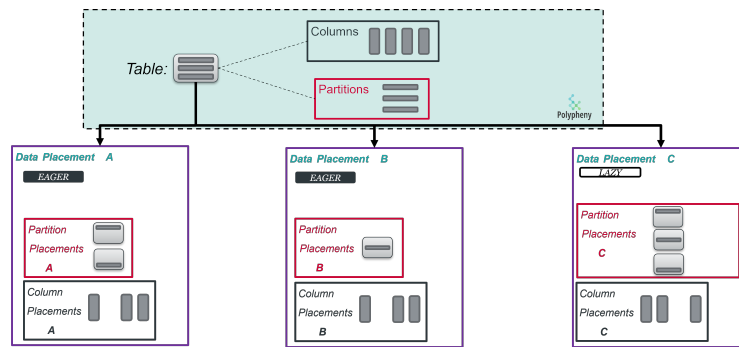 Columns
Table:
Partitions
Polypheny
Data Placement A
EAGER
Partition
Placements
A
Column
Placements
A
Data Placement B
EAGER
Partition
Placements
B
Column
Placements
B
Data Placement C
LAZY
Partition
Placements
C
Column
Placements
C